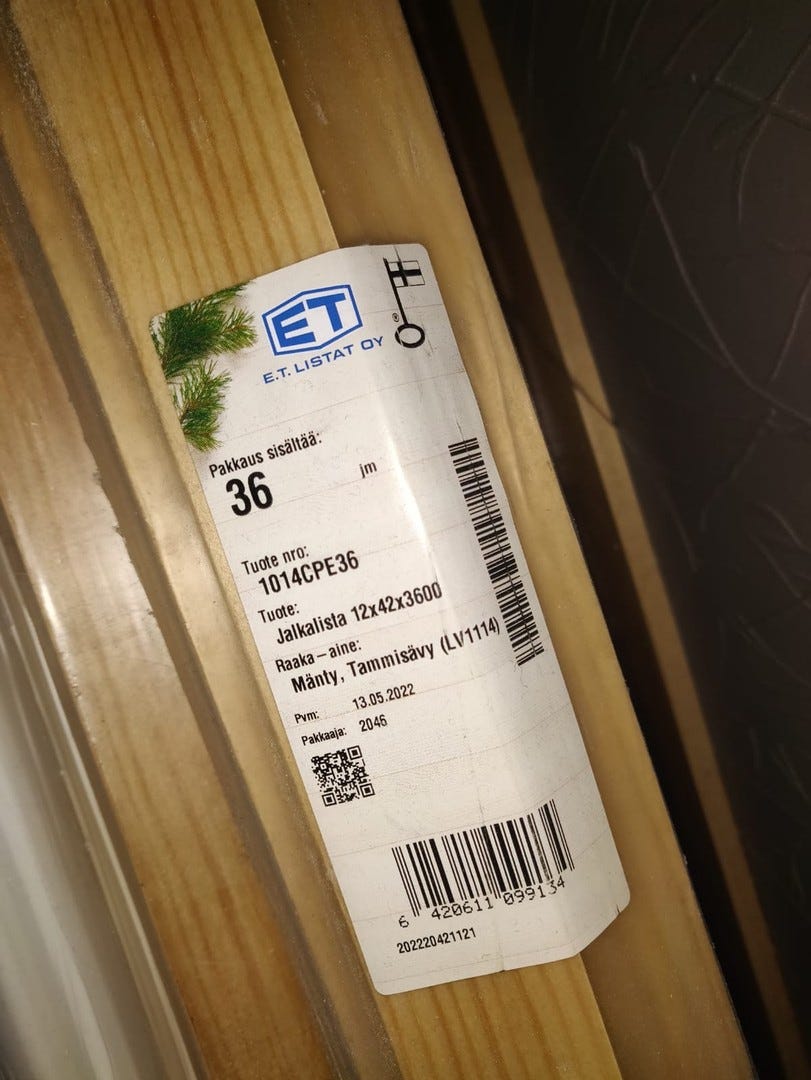 ET
E.T. LISTAT OY
®
Pakkaus sisältää:
36 jm
Tuote nro:
1014CPE36
Tuote:
Jalkalista 12x42x3600
Raaka-aine:
Mänty, Tammisävy (LV1114)
Pvm: 13.05.2022
Pakkaaja: 2046
6 420611 099134
202220421121